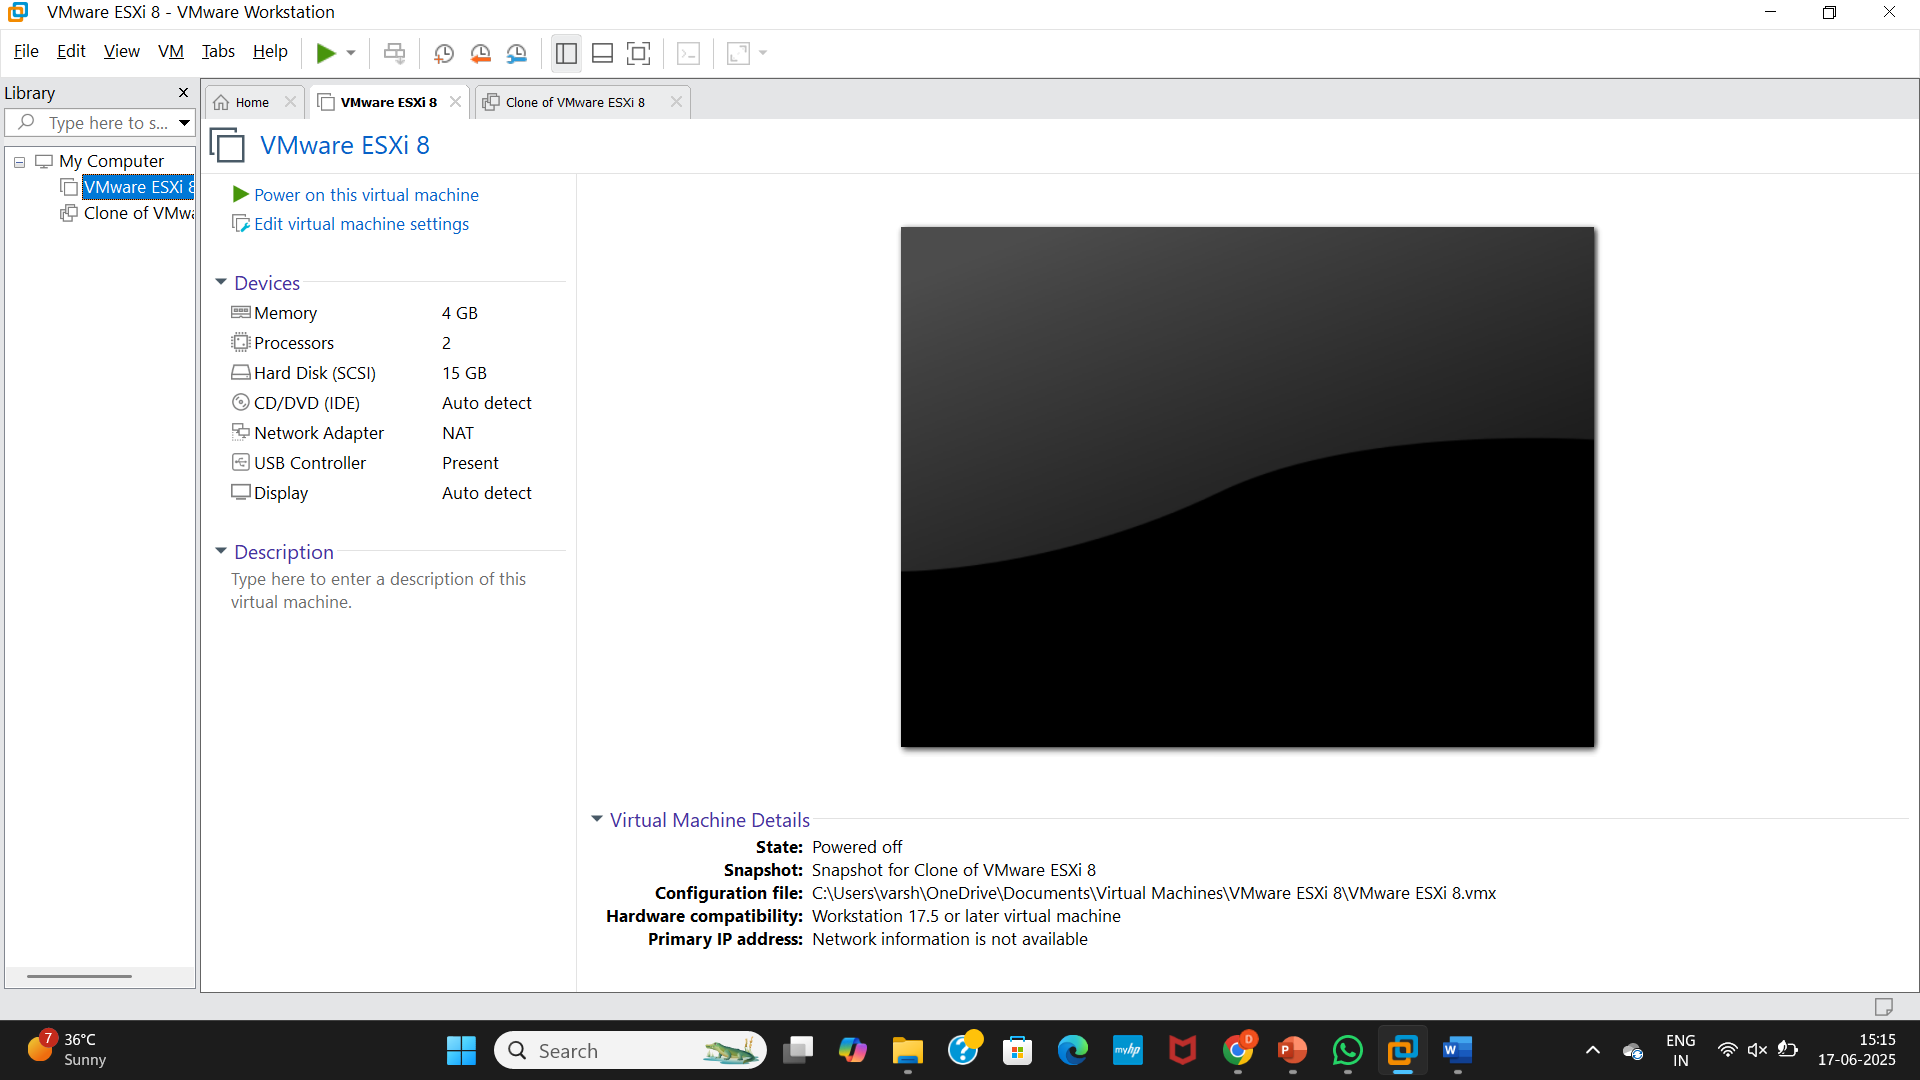 VMware ESXi 8 - VMware Workstation
File Edit View VM Tabs Help
Library
Type here to s...
My Computer
VMware ESXi 8
Clone of VMwa
Home
VMware ESXi 8
Clone of VMware ESXi 8
VMware ESXi 8
Power on this virtual machine
Edit virtual machine settings
Devices
Memory 4 GB
Processors 2
Hard Disk (SCSI) 15 GB
CD/DVD (IDE) Auto detect
Network Adapter NAT
USB Controller Present
Display Auto detect
Description
Type here to enter a description of this
virtual machine.
Virtual Machine Details
State: Powered off
Snapshot: Snapshot for Clone of VMware ESXi 8
Configuration file: C:\Users\varsh\OneDrive\Documents\Virtual Machines\VMware ESXi 8\VMware ESXi 8.vmx
Hardware compatibility: Workstation 17.5 or later virtual machine
Primary IP address: Network information is not available
7
36°C
Sunny
Search
myhp
D
P
W
ENG
IN
15:15
17-06-2025